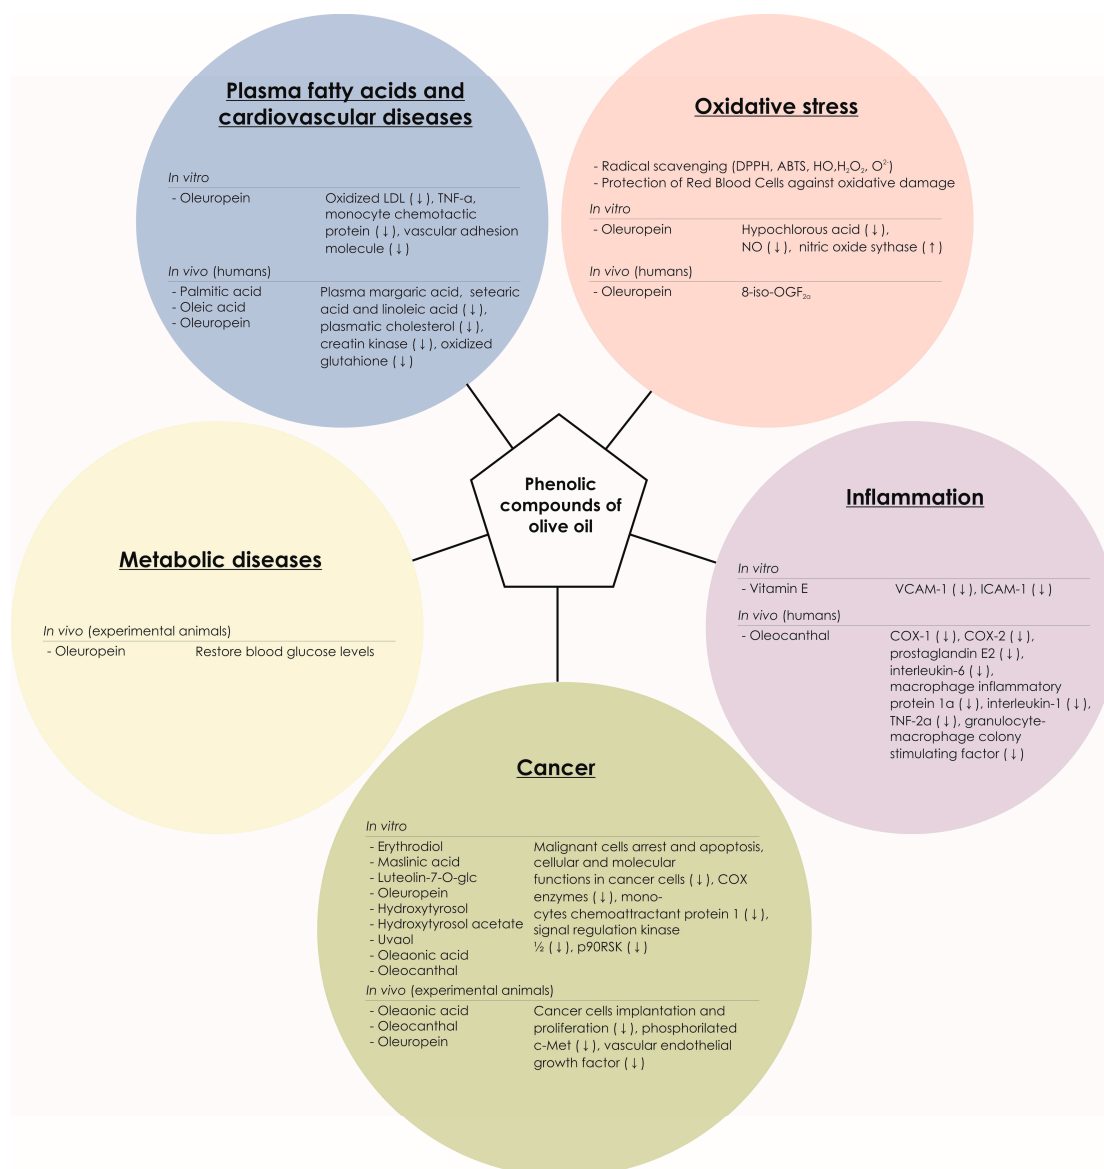 Plasma fatty acids and
cardiovascular diseases
In vitro
- Oleuropein
Oxidized LDL (↓), TNF-a,
monocyte chemotactic
protein (↓), vascular adhesion
molecule (↓)
In vivo (humans)
- Palmitic acid
- Oleic acid
- Oleuropein
Plasma margaric acid, setearic
acid and linoleic acid (↓),
plasmatic cholesterol (↓),
creatin kinase (↓), oxidized
glutahione (↓)
Oxidative stress
- Radical scavenging (DPPH, ABTS, HO,H₂O₂, O²⁻)
- Protection of Red Blood Cells against oxidative damage
In vitro
- Oleuropein
Hypochlorous acid (↓),
NO (↓), nitric oxide sythase (↑)
In vivo (humans)
- Oleuropein
8-iso-OGF₂ₐ
Phenolic
compounds of
olive oil
Metabolic diseases
In vivo (experimental animals)
- Oleuropein
Restore blood glucose levels
Inflammation
In vitro
- Vitamin E
VCAM-1 (↓), ICAM-1 (↓)
In vivo (humans)
- Oleocanthal
COX-1 (↓), COX-2 (↓),
prostaglandin E2 (↓),
interleukin-6 (↓),
macrophage inflammatory
protein 1a (↓), interleukin-1 (↓),
TNF-2a (↓), granulocyte-
macrophage colony
stimulating factor (↓)
Cancer
In vitro
- Erythrodiol
- Maslinic acid
- Luteolin-7-O-glc
- Oleuropein
- Hydroxytyrosol
- Hydroxytyrosol acetate
- Uvaol
- Oleaonic acid
- Oleocanthal
Malignant cells arrest and apoptosis,
cellular and molecular
functions in cancer cells (↓), COX
enzymes (↓), mono-
cytes chemoattractant protein 1 (↓),
signal regulation kinase
½ (↓), p90RSK (↓)
In vivo (experimental animals)
- Oleaonic acid
- Oleocanthal
- Oleuropein
Cancer cells implantation and
proliferation (↓), phosphorilated
c-Met (↓), vascular endothelial
growth factor (↓)